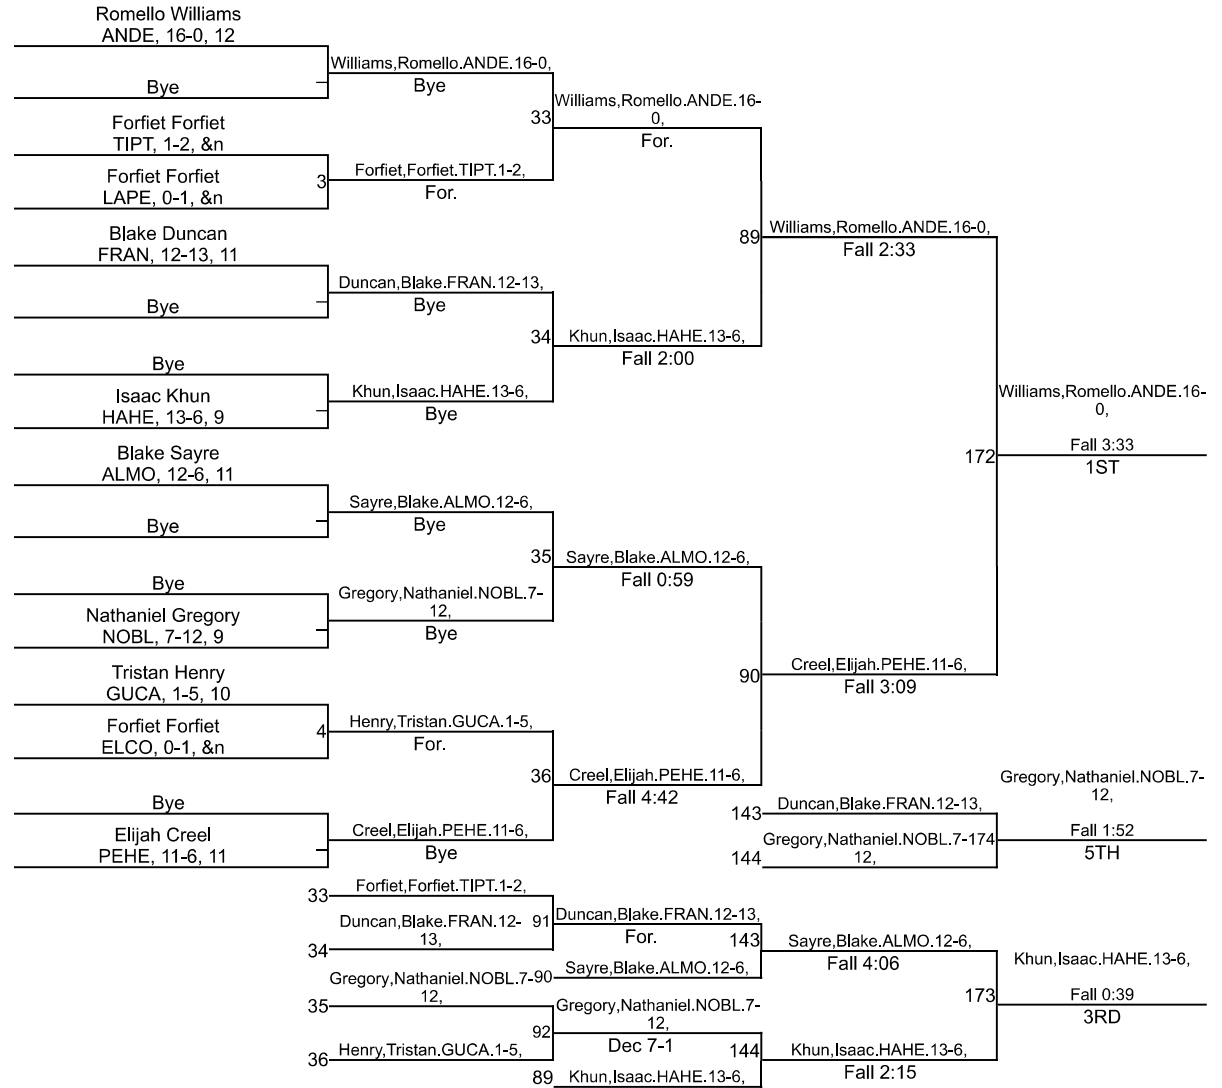 Romello Williams
ANDE, 16-0, 12
Bye
Forfiet Forfiet
TIPT, 1-2, &n
Forfiet Forfiet
LAPE, 0-1, &n
Blake Duncan
FRAN, 12-13, 11
Bye
Bye
Isaac Khun
HAHE, 13-6, 9
Blake Sayre
ALMO, 12-6, 11
Bye
Bye
Nathaniel Gregory
NOBL, 7-12, 9
Tristan Henry
GUCA, 1-5, 10
Forfiet Forfiet
ELCO, 0-1, &n
Bye
Elijah Creel
PEHE, 11-6, 11
Williams,Romello.ANDE.16-0,
Bye
3
Forfiet,Forfiet.TIPT.1-2,
For.
Duncan,Blake.FRAN.12-13,
Bye
Khun,Isaac.HAHE.13-6,
Bye
Sayre,Blake.ALMO.12-6,
Bye
Gregory,Nathaniel.NOBL.7-
12,
Bye
4
Henry,Tristan.GUCA.1-5,
For.
Creel,Elijah.PEHE.11-6,
Bye
33
Williams,Romello.ANDE.16-
0,
For.
34
Khun,Isaac.HAHE.13-6,
Fall 2:00
35
Sayre,Blake.ALMO.12-6,
Fall 0:59
36
Creel,Elijah.PEHE.11-6,
Fall 4:42
89
Williams,Romello.ANDE.16-0,
Fall 2:33
90
Creel,Elijah.PEHE.11-6,
Fall 3:09
172
Williams,Romello.ANDE.16-
0,
Fall 3:33
1ST
143
Duncan,Blake.FRAN.12-13,
144
Gregory,Nathaniel.NOBL.7-
12,
174
Gregory,Nathaniel.NOBL.7-
12,
Fall 1:52
5TH
33
Forfiet,Forfiet.TIPT.1-2,
34
Duncan,Blake.FRAN.12-
13,
35
Gregory,Nathaniel.NOBL.7-
12,
36
Henry,Tristan.GUCA.1-5,
91
Duncan,Blake.FRAN.12-13,
For.
90
Sayre,Blake.ALMO.12-6,
92
Gregory,Nathaniel.NOBL.7-
12,
Dec 7-1
89
Khun,Isaac.HAHE.13-6,
143
Sayre,Blake.ALMO.12-6,
Fall 4:06
144
Khun,Isaac.HAHE.13-6,
Fall 2:15
173
Khun,Isaac.HAHE.13-6,
Fall 0:39
3RD